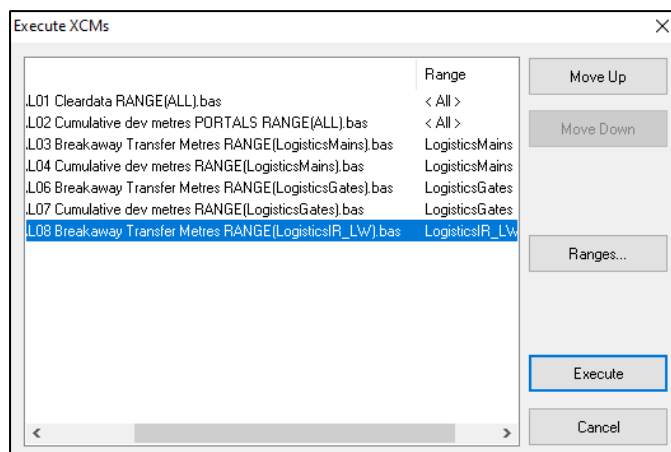 Execute XCMs
Range
Move Up
.L01 Cleardata RANGE(ALL).bas < All >
.L02 Cumulative dev metres PORTALS RANGE(ALL).bas < All >
Move Down
.L03 Breakaway Transfer Metres RANGE(LogisticsMains).bas LogisticsMains
.L04 Cumulative dev metres RANGE(LogisticsMains).bas LogisticsMains
.L06 Breakaway Transfer Metres RANGE(LogisticsGates).bas LogisticsGates
.L07 Cumulative dev metres RANGE(LogisticsGates).bas LogisticsGates
.L08 Breakaway Transfer Metres RANGE(LogisticsIR_LW).bas LogisticsIR_LW
Ranges...
Execute
Cancel